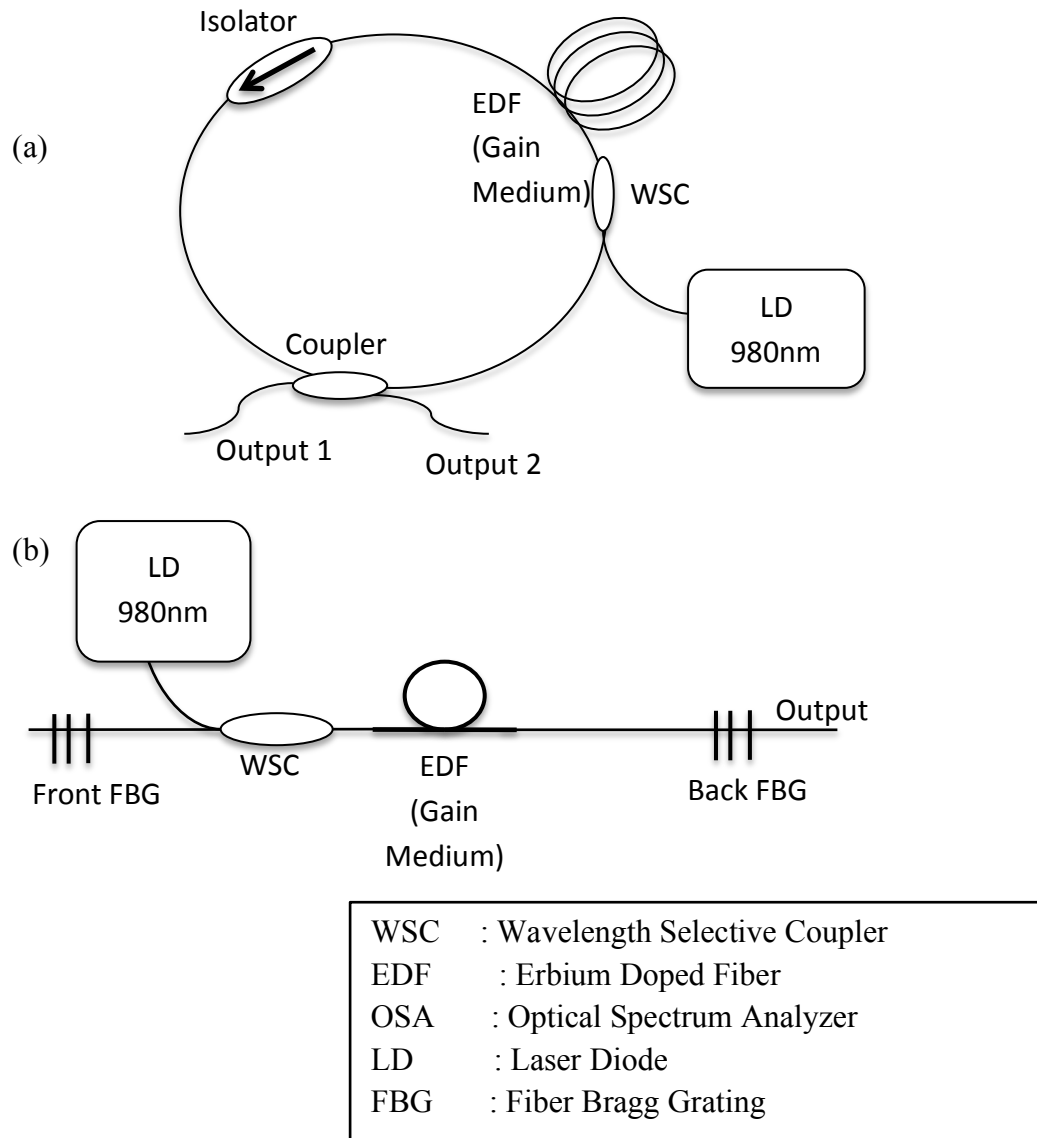 Isolator
(a)
EDF
(Gain
Medium)
WSC
LD
980nm
Coupler
Output 1
Output 2
(b)
LD
980nm
Output
WSC
EDF
(Gain
Medium)
Front FBG
Back FBG
WSC : Wavelength Selective Coupler
EDF : Erbium Doped Fiber
OSA : Optical Spectrum Analyzer
LD : Laser Diode
FBG : Fiber Bragg Grating